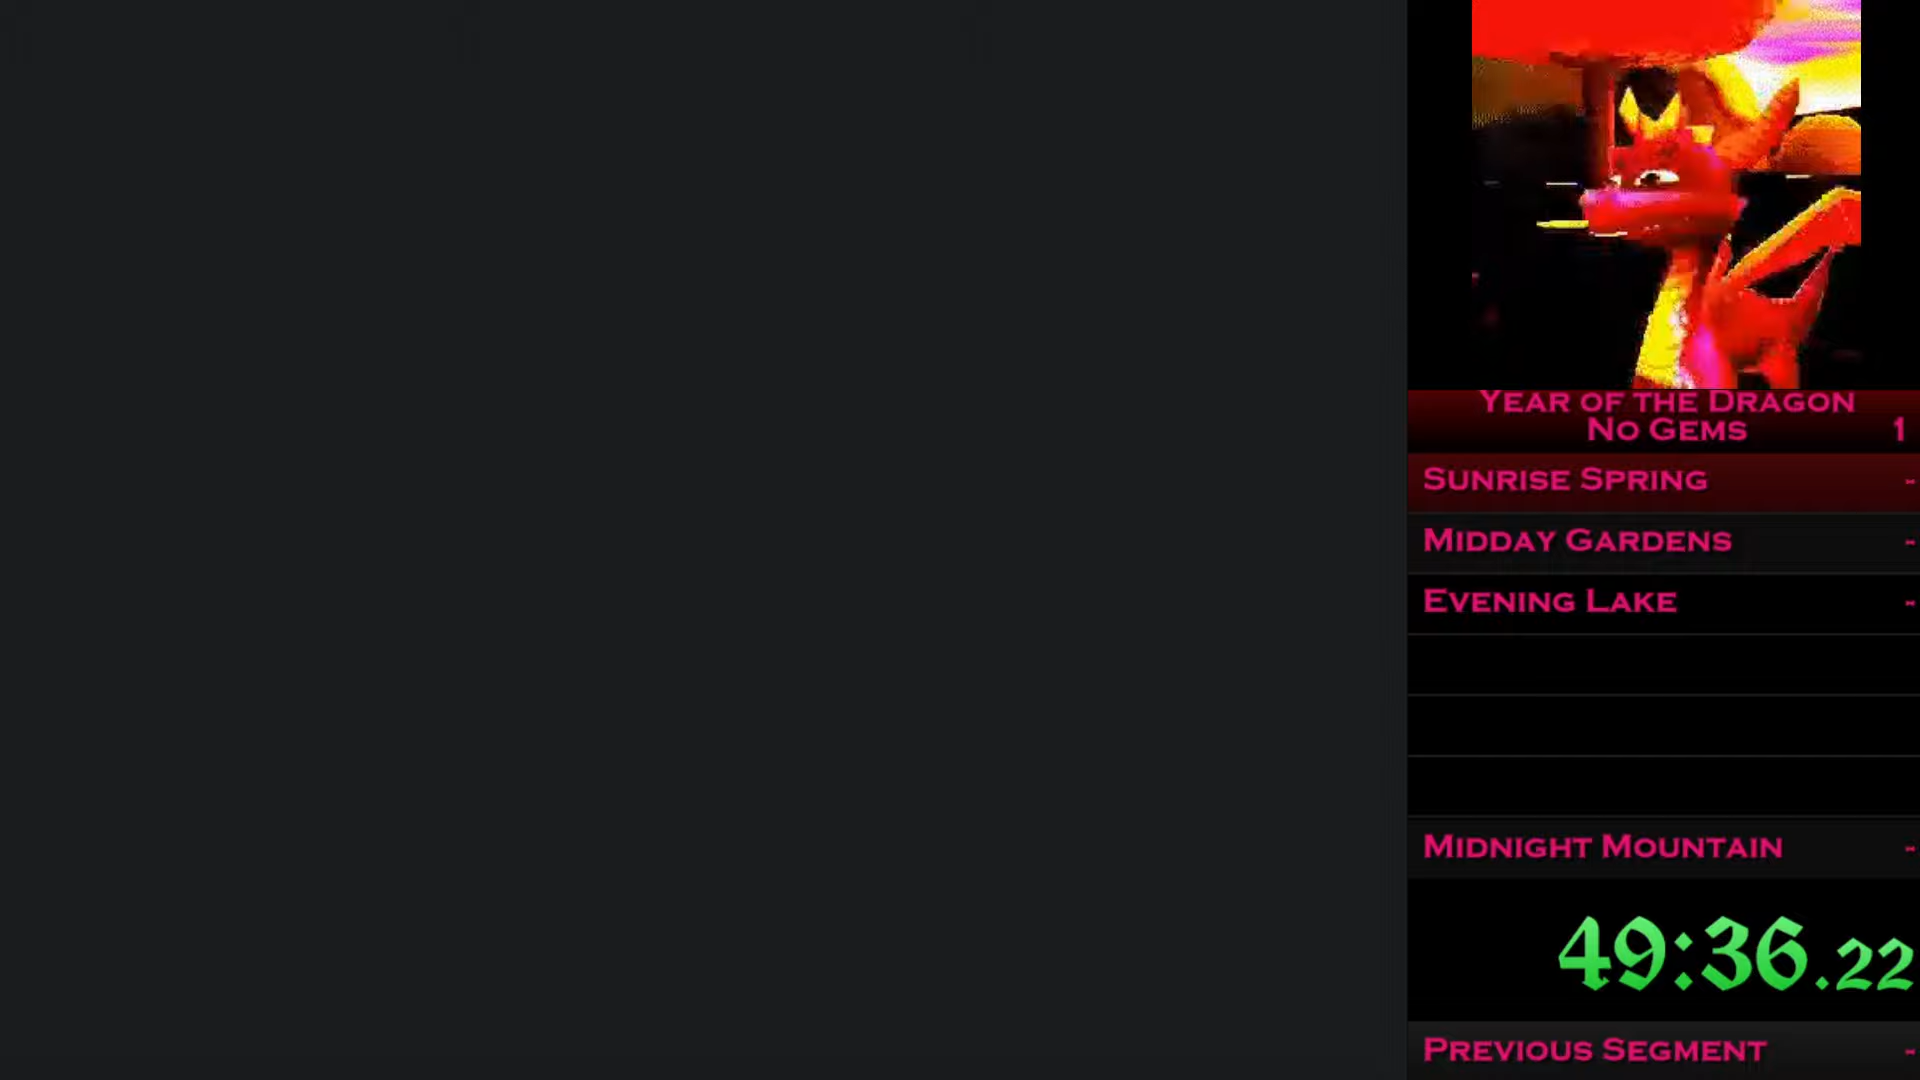 Year of the Dragon
No Gems 1
Sunrise Spring -
Midday Gardens -
Evening Lake -
Midnight Mountain -
49:36.22
Previous Segment -